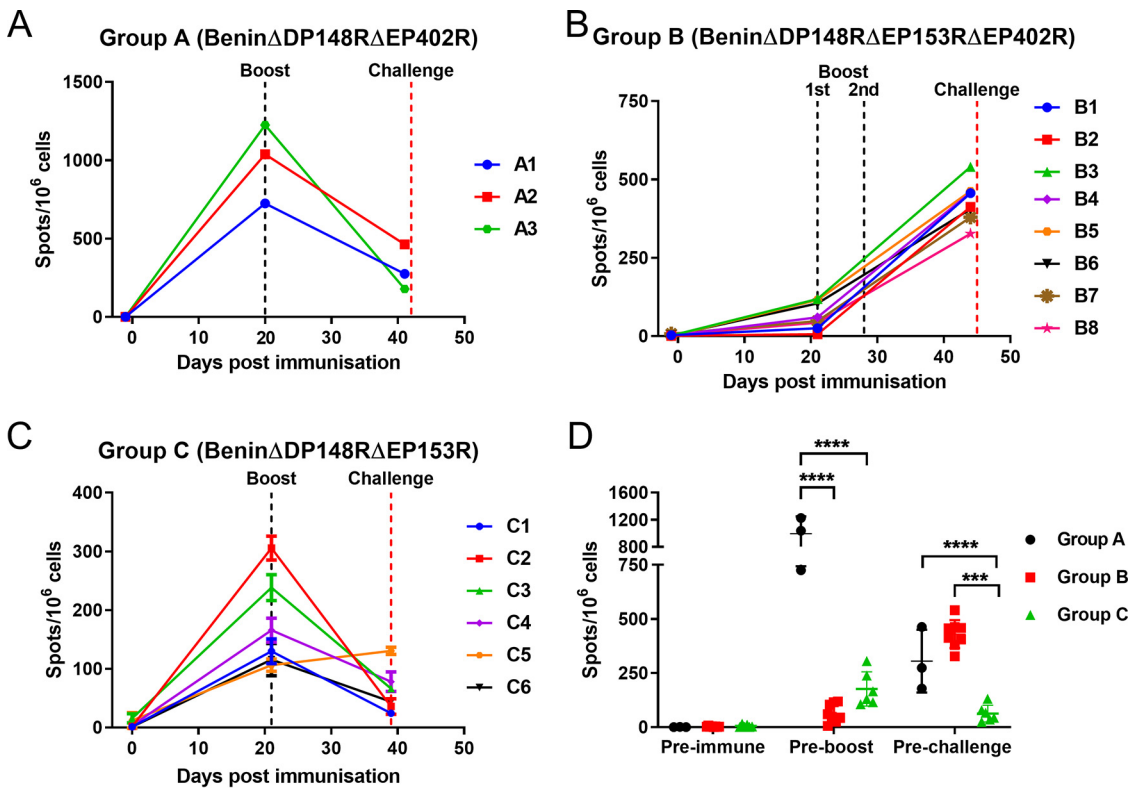 A
Group A (BeninΔDP148RΔEP402R)
Boost
Challenge
1500
1000
500
0
Spots/10⁶ cells
0
10
20
30
40
50
Days post immunisation
A1
A2
A3
B
Group B (BeninΔDP148RΔEP153RΔEP402R)
Boost
1st
2nd
Challenge
750
500
250
0
Spots/10⁶ cells
0
10
20
30
40
50
Days post immunisation
B1
B2
B3
B4
B5
B6
B7
B8
C
Group C (BeninΔDP148RΔEP153R)
Boost
Challenge
400
300
200
100
0
Spots/10⁶ cells
0
10
20
30
40
50
Days post immunisation
C1
C2
C3
C4
C5
C6
D
****
****
****
***
1600
1200
800
750
500
250
0
Spots/10⁶ cells
Pre-immune
Pre-boost
Pre-challenge
Group A
Group B
Group C